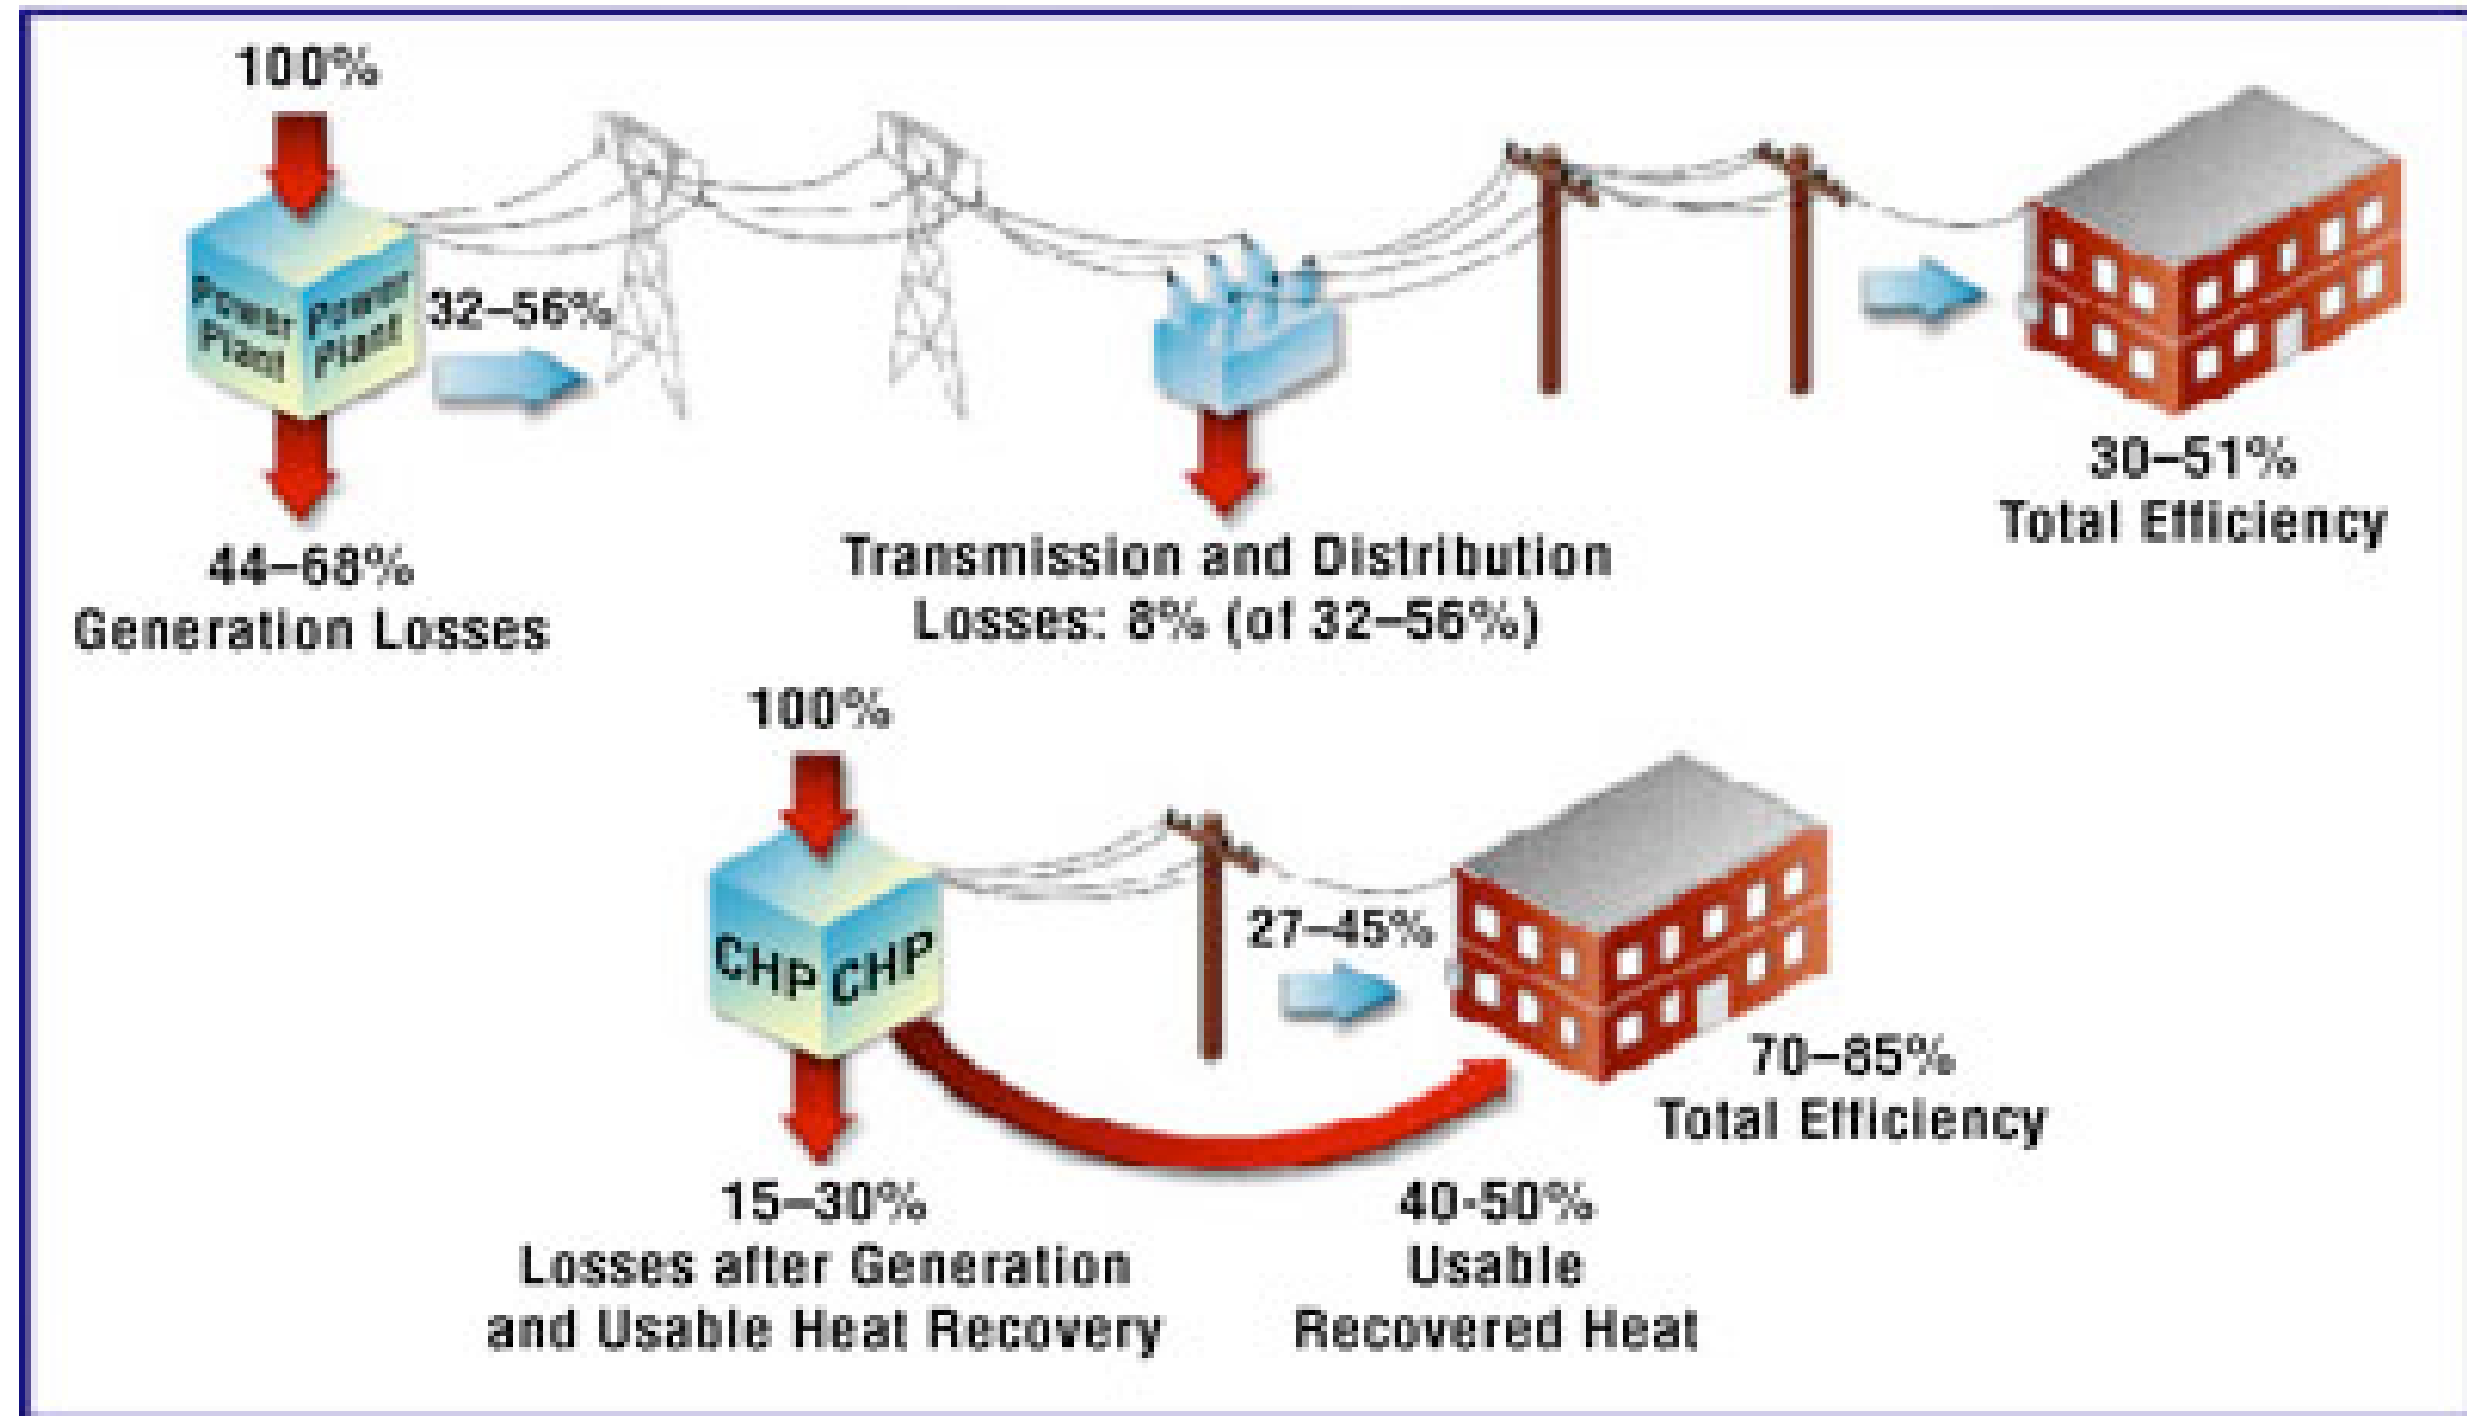 100%
Power Plant
Power Plant
32–56%
44–68%
Generation Losses
Transmission and Distribution
Losses: 8% (of 32–56%)
30–51%
Total Efficiency
100%
CHP
CHP
27–45%
70–85%
Total Efficiency
15–30%
Losses after Generation
and Usable Heat Recovery
40-50%
Usable
Recovered Heat